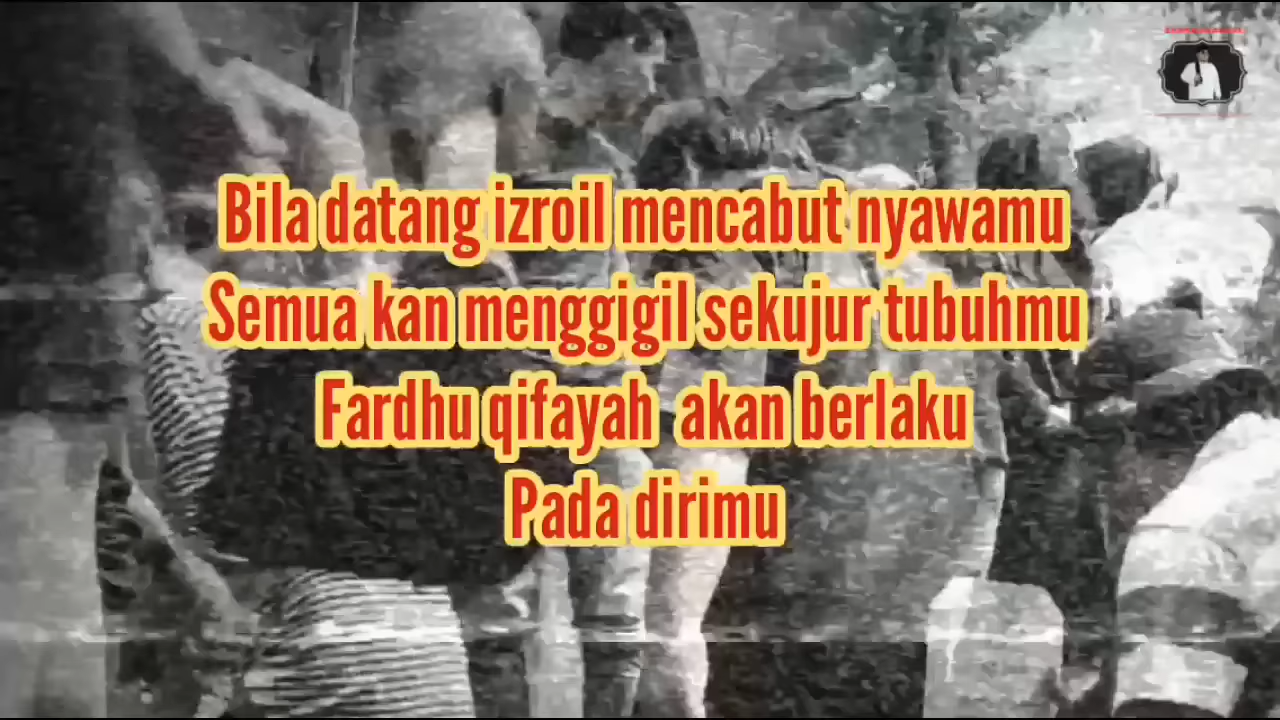 Bila datang izroil mencabut nyawamu
Semua kan menggigil sekujur tubuhmu
Fardhu qifayah akan berlaku
Pada dirimu